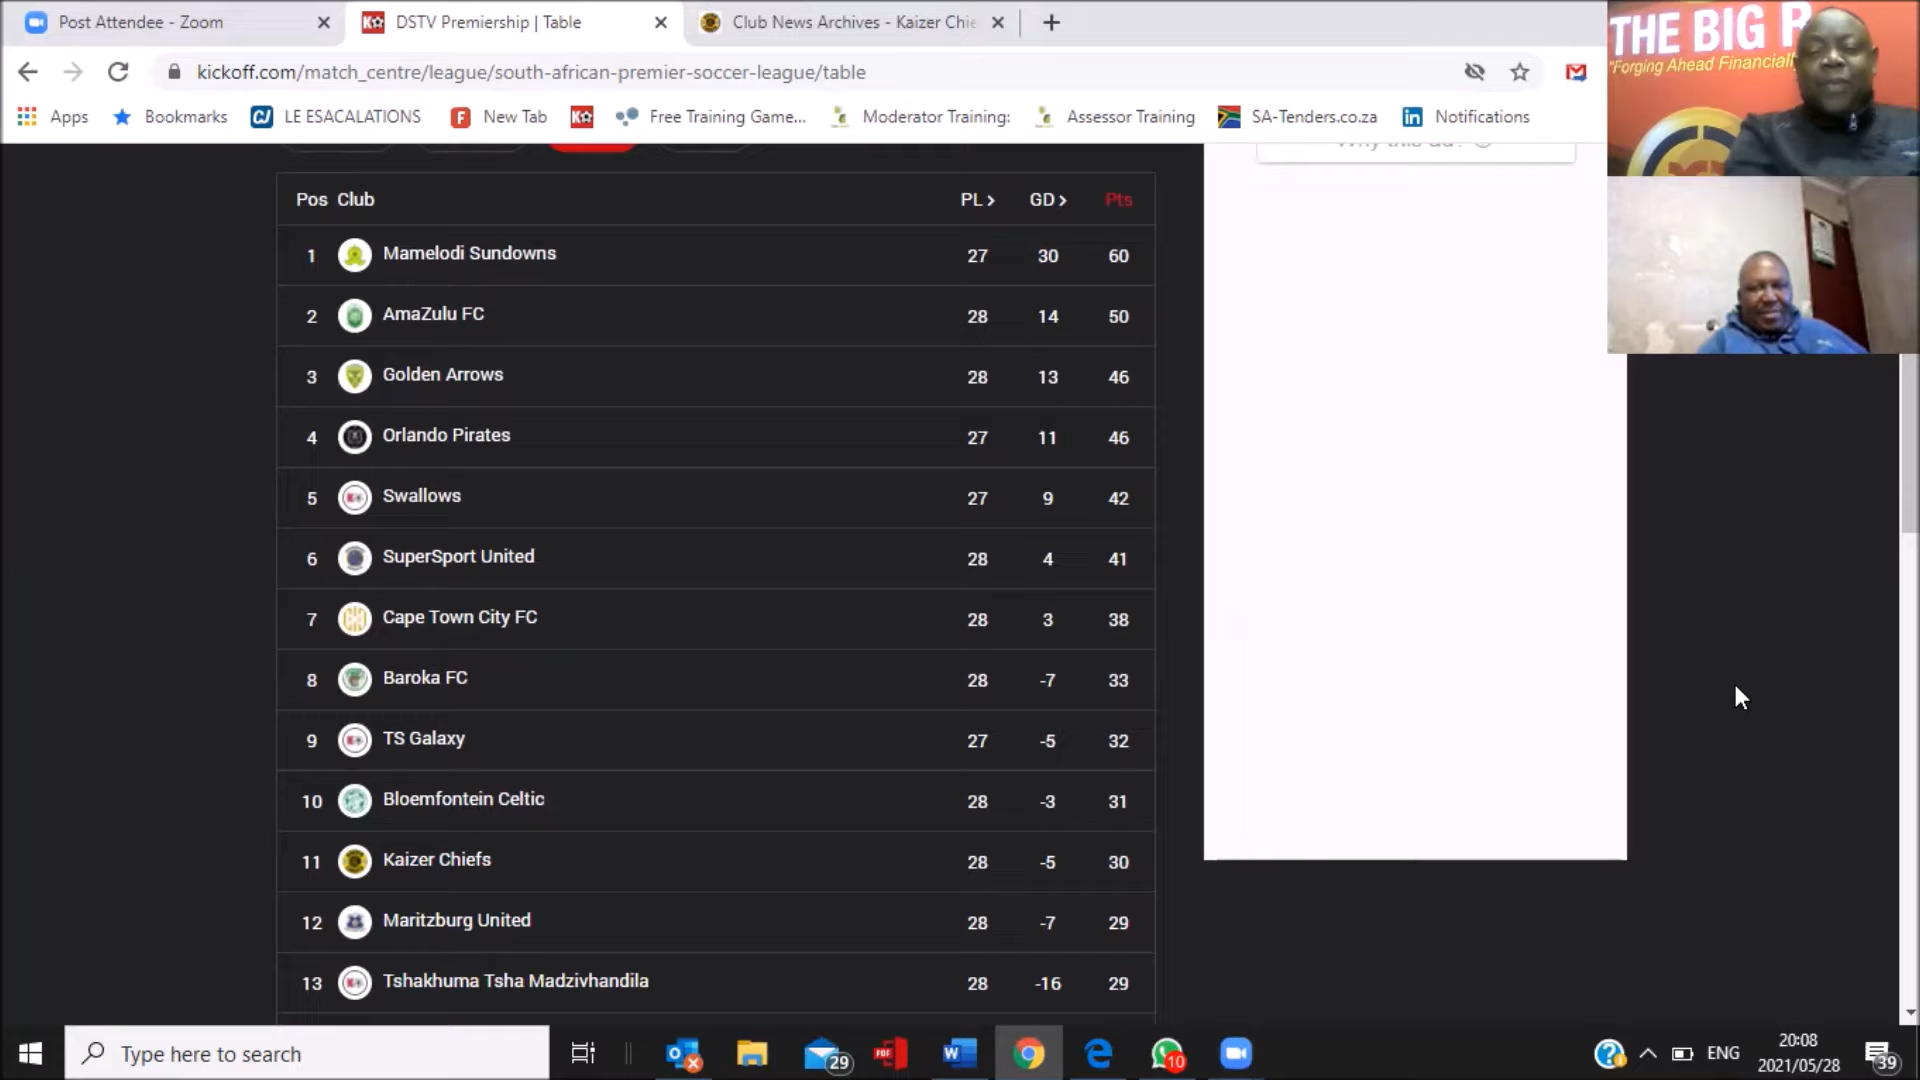 Post Attendee - Zoom
DSTV Premiership | Table
Club News Archives - Kaizer Chie
kickoff.com/match_centre/league/south-african-premier-soccer-league/table
Apps
Bookmarks
LE ESACALATIONS
New Tab
Free Training Game...
Moderator Training:
Assessor Training
SA-Tenders.co.za
Notifications
THE BIG
"Forging Ahead Financiall
Why this ad?
Pos Club PL GD Pts
1 Mamelodi Sundowns 27 30 60
2 AmaZulu FC 28 14 50
3 Golden Arrows 28 13 46
4 Orlando Pirates 27 11 46
5 Swallows 27 9 42
6 SuperSport United 28 4 41
7 Cape Town City FC 28 3 38
8 Baroka FC 28 -7 33
9 TS Galaxy 27 -5 32
10 Bloemfontein Celtic 28 -3 31
11 Kaizer Chiefs 28 -5 30
12 Maritzburg United 28 -7 29
13 Tshakhuma Tsha Madzivhandila 28 -16 29
Type here to search
29
PDF
10
ENG
20:08
2021/05/28
39